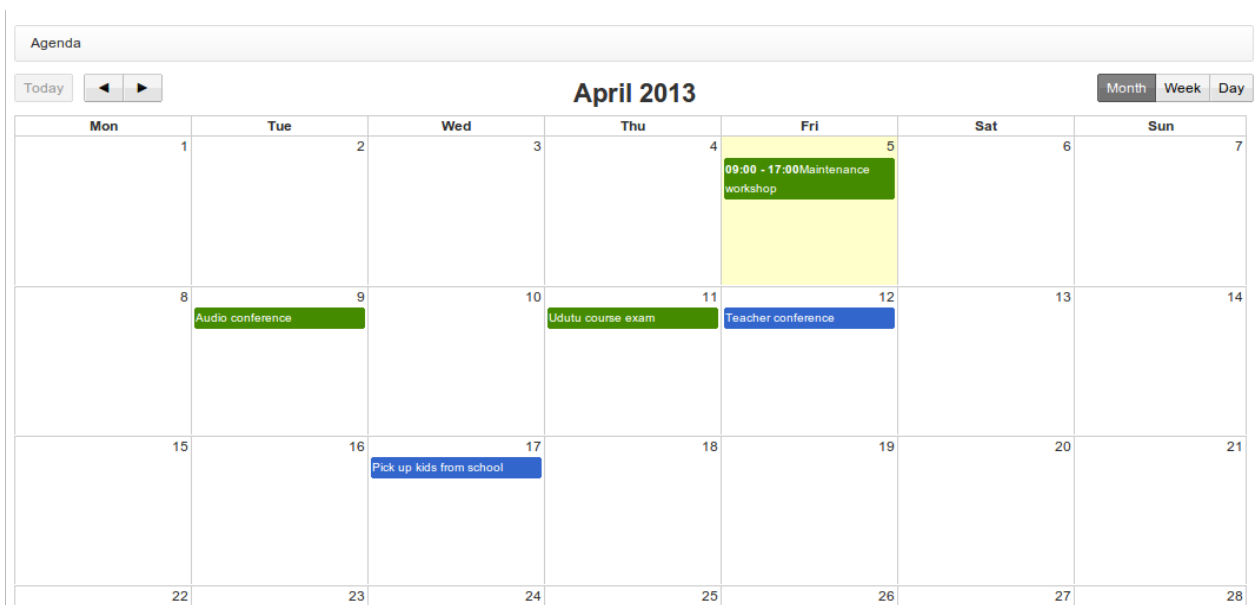 Agenda
Today ◄ ► April 2013 Month Week Day
Mon Tue Wed Thu Fri Sat Sun
1 2 3 4 5 6 7
09:00 - 17:00Maintenance
workshop
8 9 10 11 12 13 14
Audio conference Udutu course exam Teacher conference
15 16 17 18 19 20 21
Pick up kids from school
22 23 24 25 26 27 28